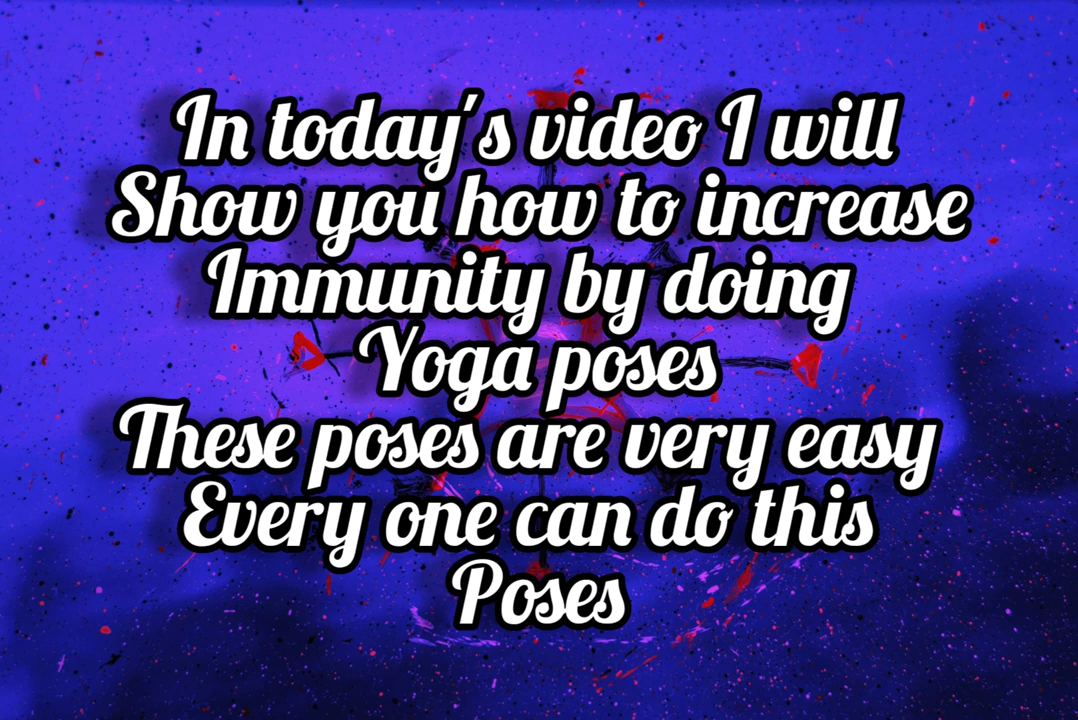 In today's video I will
Show you how to increase
Immunity by doing
Yoga poses
These poses are very easy
Every one can do this
Poses